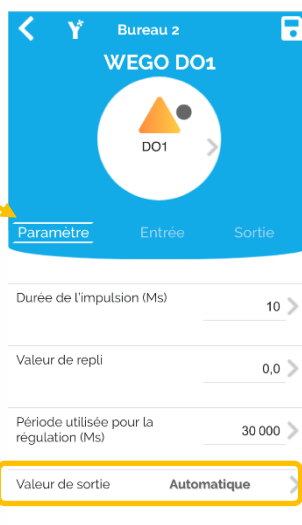 Bureau 2
WEGO DO1
DO1
Paramètre Entrée Sortie
Durée de l'impulsion (Ms) 10
Valeur de repli 0,0
Période utilisée pour la
régulation (Ms) 30 000
Valeur de sortie Automatique